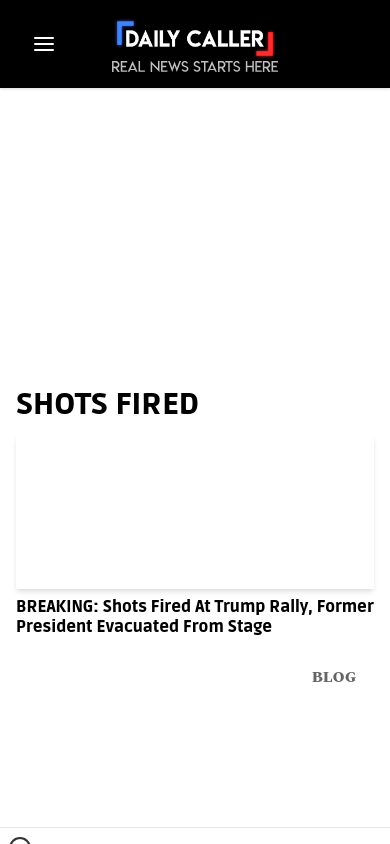 DAILY CALLER
REAL NEWS STARTS HERE
SHOTS FIRED
BREAKING: Shots Fired At Trump Rally, Former
President Evacuated From Stage
BLOG